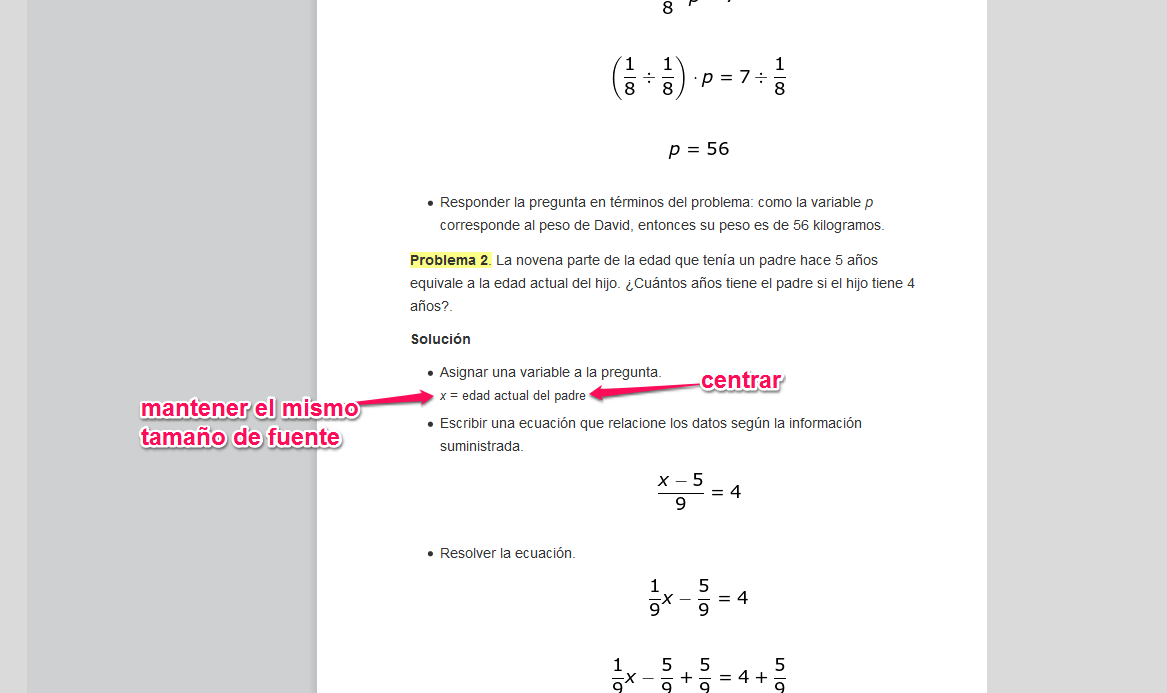 8 p
(1/8 ÷ 1/8) · p = 7 ÷ 1/8
p = 56
• Responder la pregunta en términos del problema: como la variable p
corresponde al peso de David, entonces su peso es de 56 kilogramos.
Problema 2. La novena parte de la edad que tenía un padre hace 5 años
equivale a la edad actual del hijo. ¿Cuántos años tiene el padre si el hijo tiene 4
años?.
Solución
• Asignar una variable a la pregunta.
centrar
x = edad actual del padre
mantener el mismo
tamaño de fuente
• Escribir una ecuación que relacione los datos según la información
suministrada.
(x − 5)/9 = 4
• Resolver la ecuación.
1/9 x − 5/9 = 4
1/9 x − 5/9 + 5/9 = 4 + 5/9